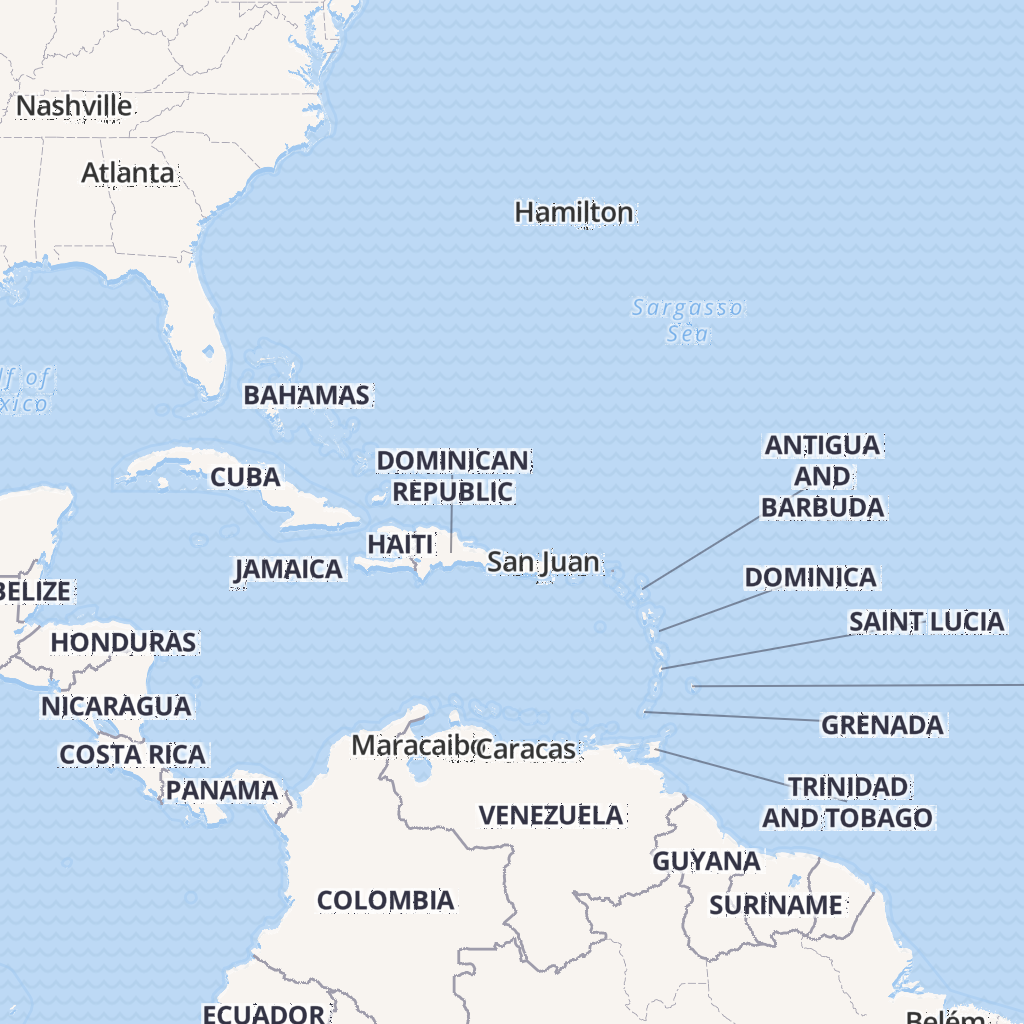 Nashville
Atlanta
Hamilton
Sargasso
Sea
lf of
xico
BAHAMAS
ANTIGUA
AND
BARBUDA
DOMINICAN
REPUBLIC
CUBA
HAITI
San Juan
JAMAICA
DOMINICA
BELIZE
SAINT LUCIA
HONDURAS
NICARAGUA
GRENADA
COSTA RICA
Maracaibo
Caracas
PANAMA
TRINIDAD
AND TOBAGO
VENEZUELA
GUYANA
COLOMBIA
SURINAME
ECUADOR
Belém